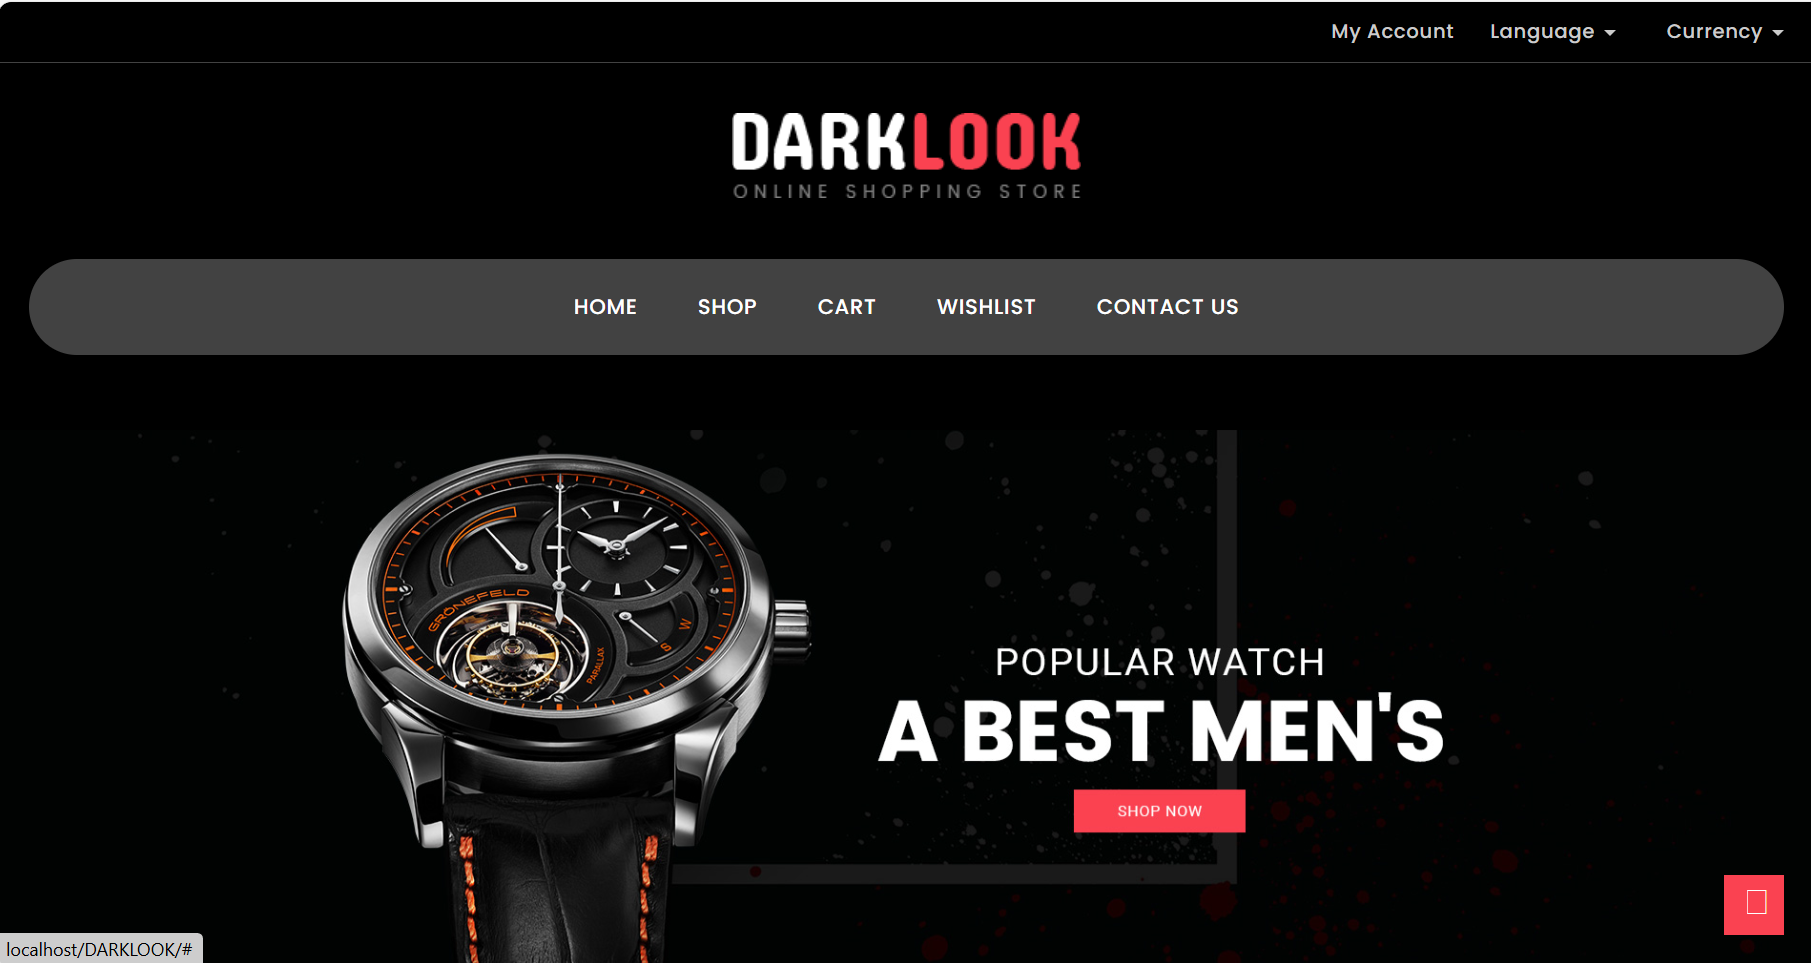 My Account Language Currency
DARKLOOK
ONLINE SHOPPING STORE
HOME SHOP CART WISHLIST CONTACT US
GRÖNEFELD
PARALLAX
S W
POPULAR WATCH
A BEST MEN'S
SHOP NOW
localhost/DARKLOOK/#